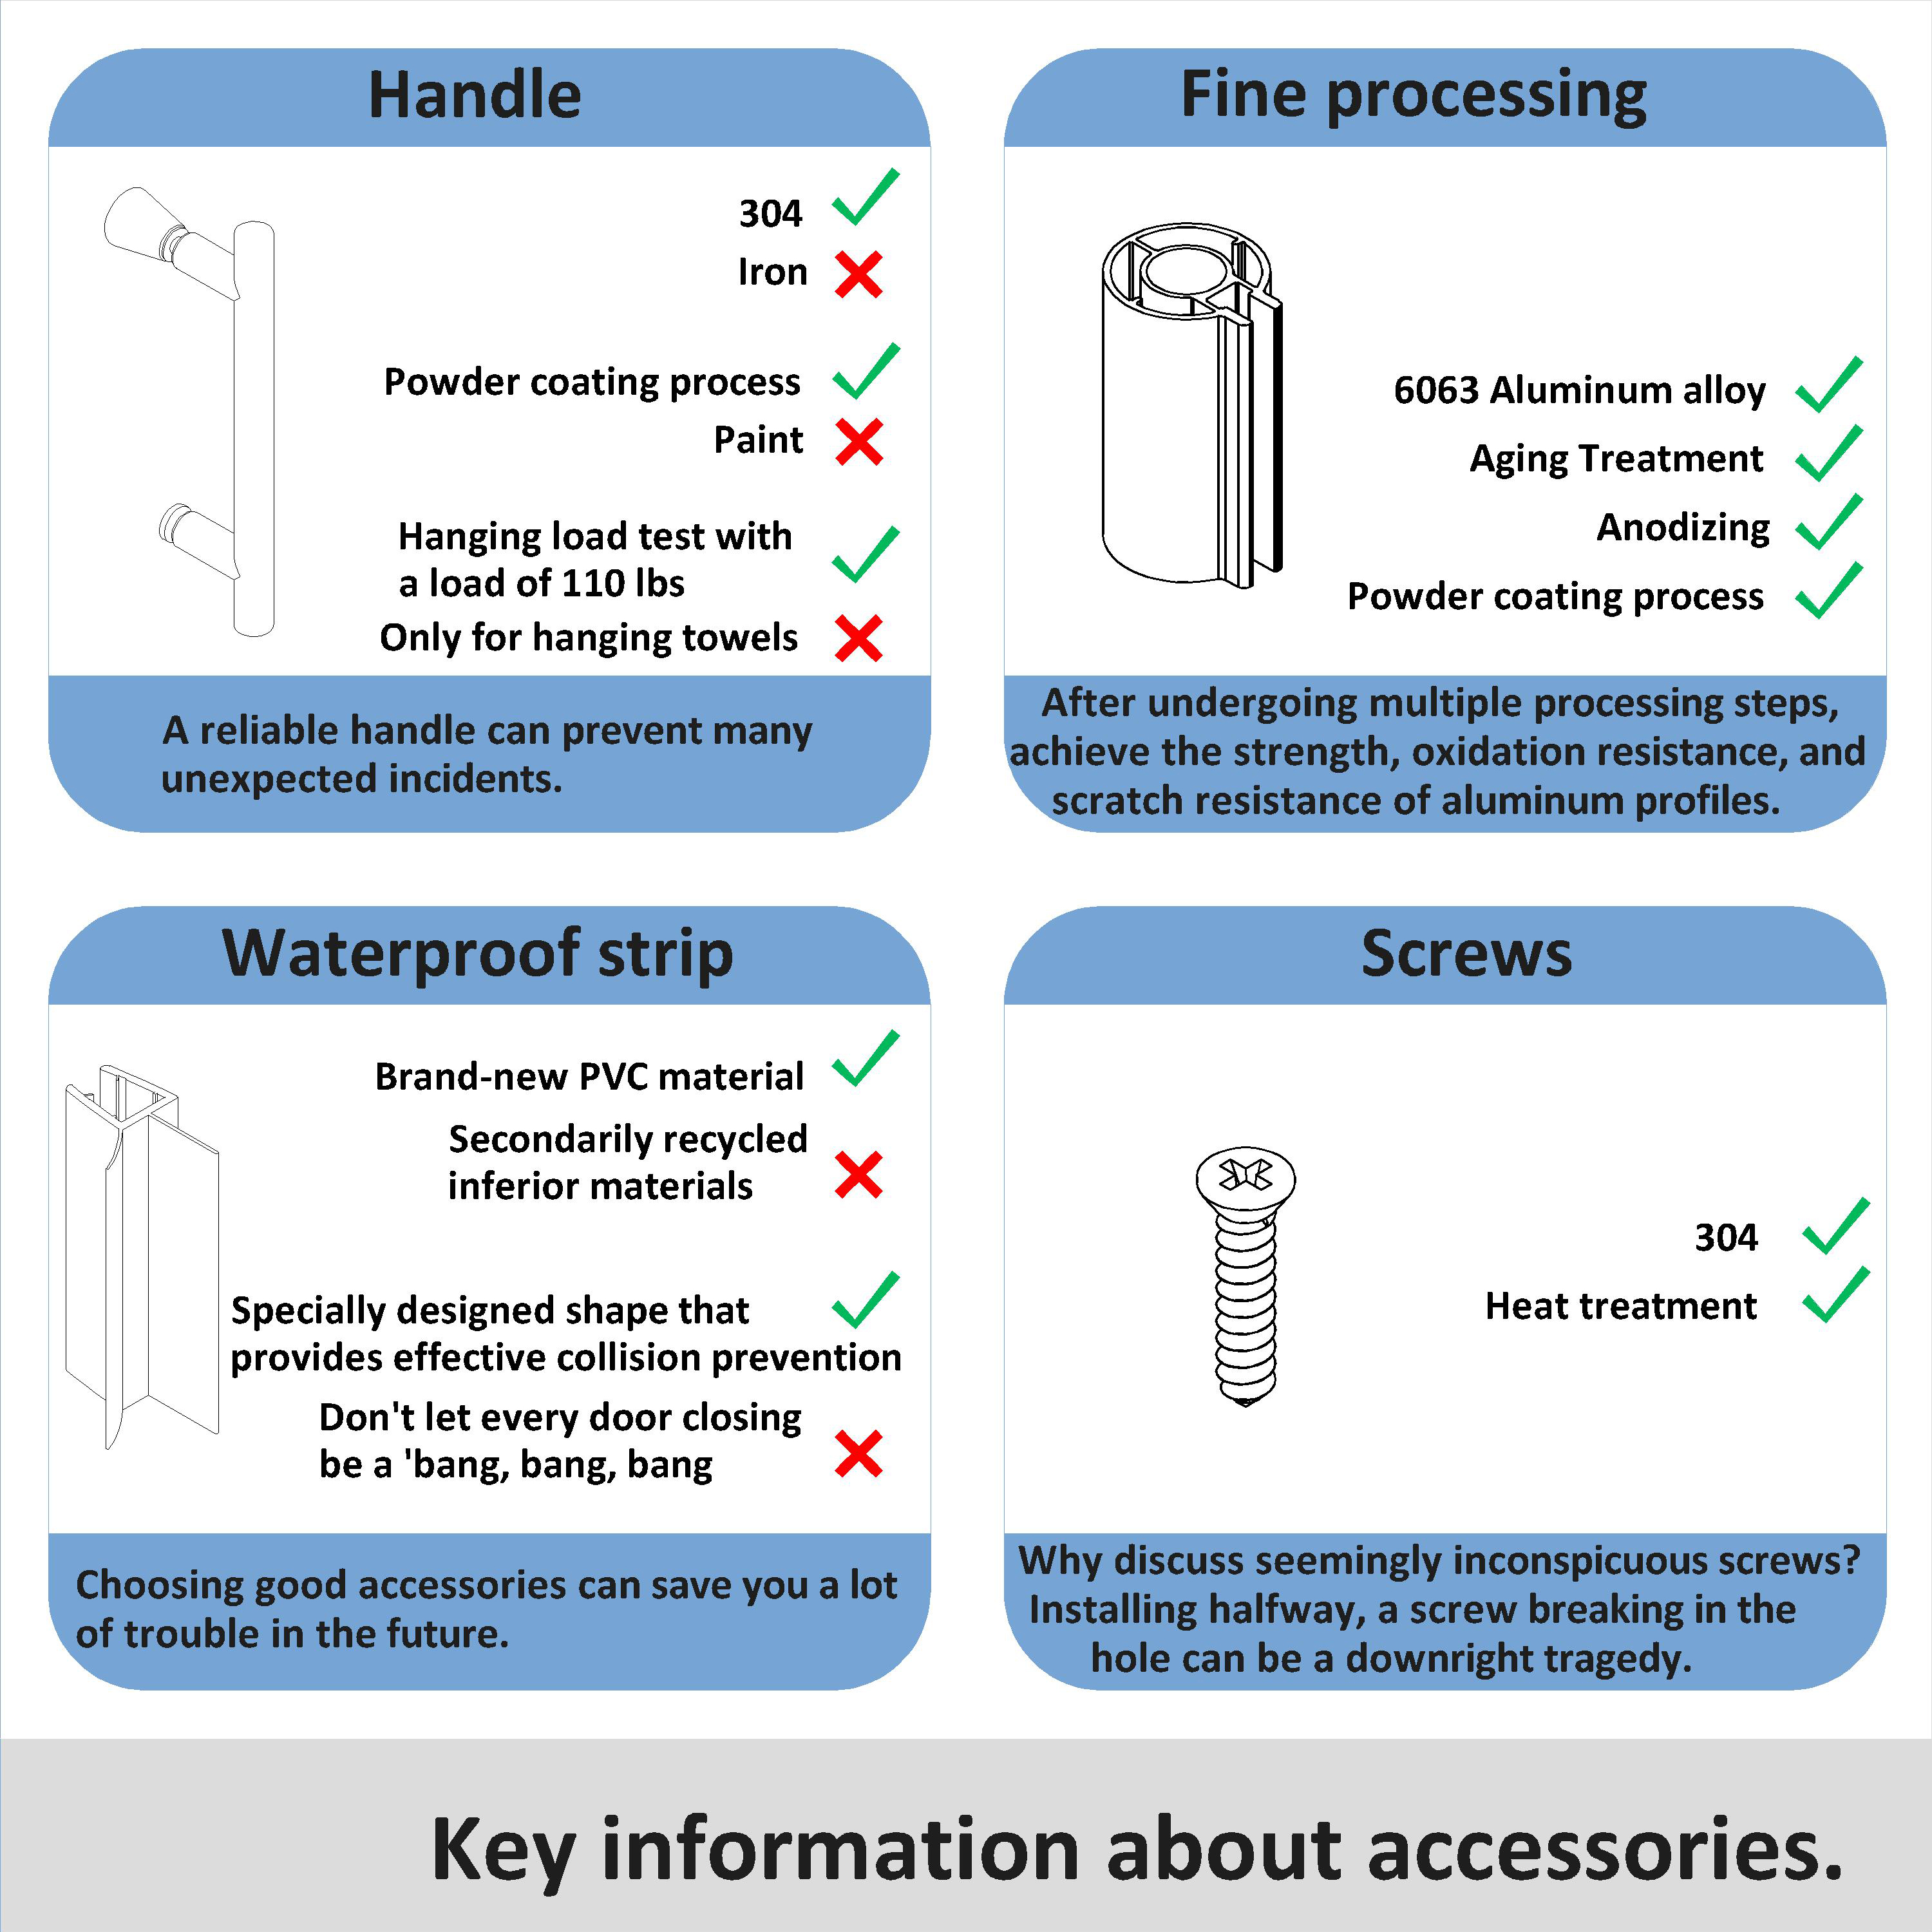 Handle
304
Iron
Powder coating process
Paint
Hanging load test with
a load of 110 lbs
Only for hanging towels
A reliable handle can prevent many
unexpected incidents.
Fine processing
6063 Aluminum alloy
Aging Treatment
Anodizing
Powder coating process
After undergoing multiple processing steps,
achieve the strength, oxidation resistance, and
scratch resistance of aluminum profiles.
Waterproof strip
Brand-new PVC material
Secondarily recycled
inferior materials
Specially designed shape that
provides effective collision prevention
Don't let every door closing
be a 'bang, bang, bang
Choosing good accessories can save you a lot
of trouble in the future.
Screws
304
Heat treatment
Why discuss seemingly inconspicuous screws?
Installing halfway, a screw breaking in the
hole can be a downright tragedy.
Key information about accessories.